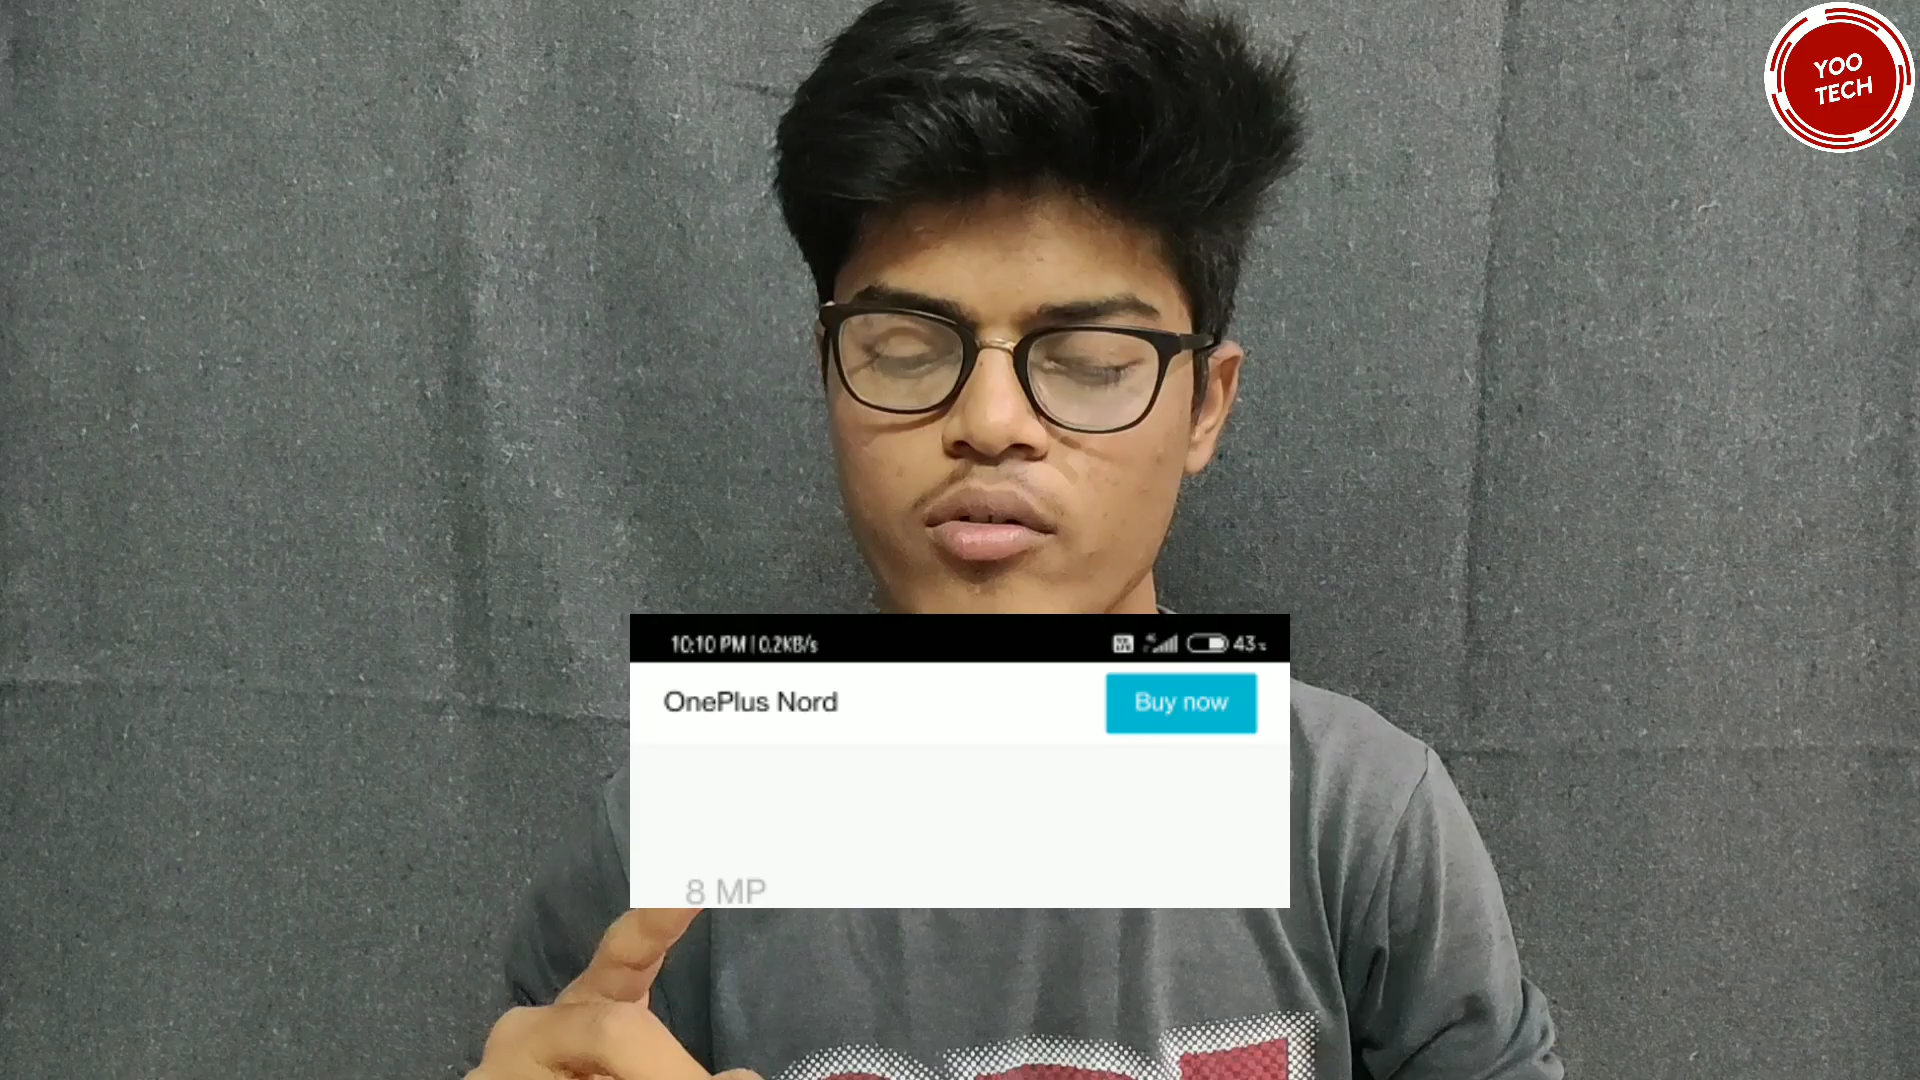 YOO
TECH
10:10 PM | 0.2KB/s
43%
OnePlus Nord
Buy now
8 MP